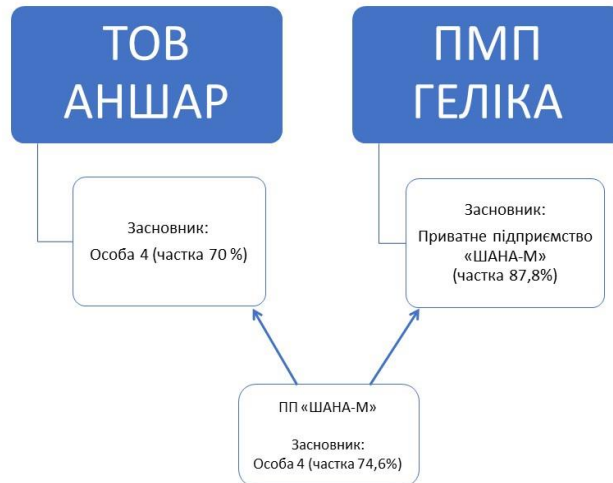 ТОВ
АНШАР
ПМП
ГЕЛІКА
Засновник:
Особа 4 (частка 70 %)
Засновник:
Приватне підприємство
«ШАНА-М»
(частка 87,8%)
ПП «ШАНА-М»
Засновник:
Особа 4 (частка 74,6%)